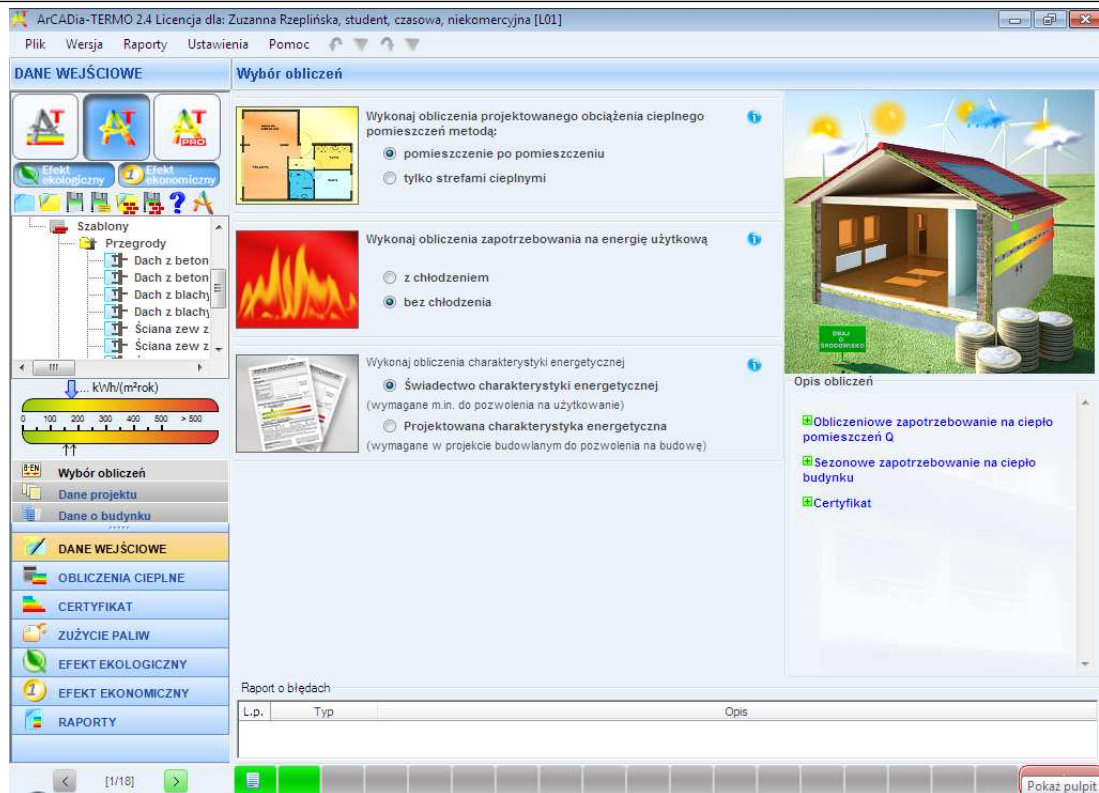 ArCADia-TERMO 2.4 Licencja dla: Zuzanna Rzeplińska, student, czasowa, niekomercyjna [L01]
Plik Wersja Raporty Ustawienia Pomoc
DANE WEJŚCIOWE
Wybór obliczeń
AT
AT
AT
PRO
Efekt ekologiczny
Efekt ekonomiczny
Szablony
Przegrody
Dach z beton
Dach z beton
Dach z blachy
Dach z blachy
Ściana zew z
Ściana zew z
... kWh/(m²rok)
0 100 200 300 400 500 > 500
Wybór obliczeń
Dane projektu
Dane o budynku
DANE WEJŚCIOWE
OBLICZENIA CIEPLNE
CERTYFIKAT
ZUŻYCIE PALIW
EFEKT EKOLOGICZNY
EFEKT EKONOMICZNY
RAPORTY
[1/18]
Wykonaj obliczenia projektowanego obciążenia cieplnego
pomieszczeń metodą:
pomieszczenie po pomieszczeniu
tylko strefami cieplnymi
Wykonaj obliczenia zapotrzebowania na energię użytkową
z chłodzeniem
bez chłodzenia
Wykonaj obliczenia charakterystyki energetycznej
Świadectwo charakterystyki energetycznej
(wymagane m.in. do pozwolenia na użytkowanie)
Projektowana charakterystyka energetyczna
(wymagane w projekcie budowlanym do pozwolenia na budowę)
DBAJ
O
ŚRODOWISKO
Opis obliczeń
Obliczeniowe zapotrzebowanie na ciepło
pomieszczeń Q
Sezonowe zapotrzebowanie na ciepło
budynku
Certyfikat
Raport o błędach
L.p. Typ Opis
Pokaż pulpit